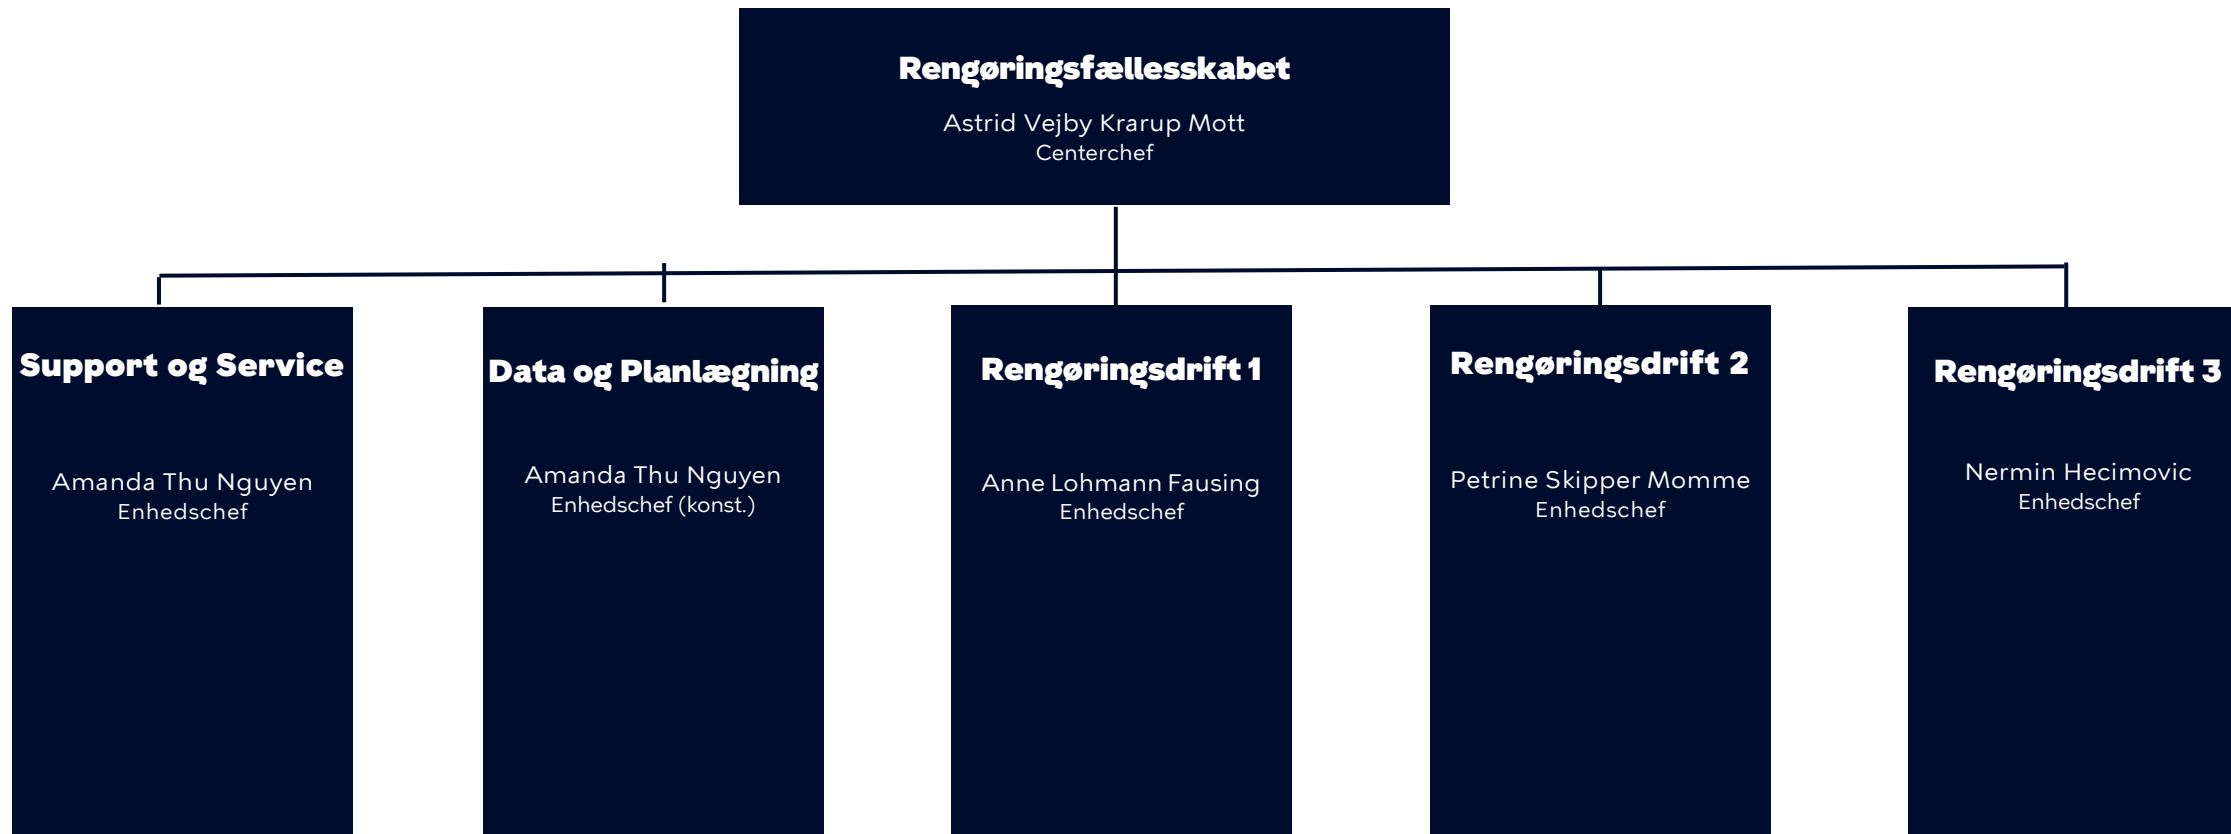 Rengøringsfællesskabet
Astrid Vejby Krarup Mott
Centerchef
Support og Service
Amanda Thu Nguyen
Enhedschef
Data og Planlægning
Amanda Thu Nguyen
Enhedschef (konst.)
Rengøringsdrift 1
Anne Lohmann Fausing
Enhedschef
Rengøringsdrift 2
Petrine Skipper Momme
Enhedschef
Rengøringsdrift 3
Nermin Hecimovic
Enhedschef